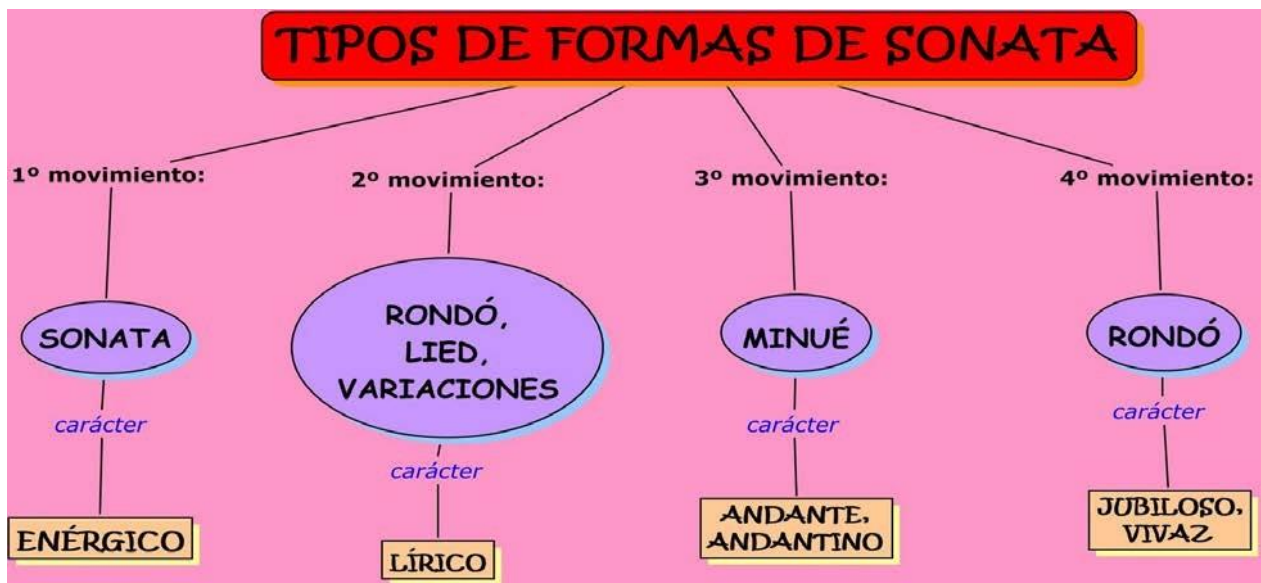 TIPOS DE FORMAS DE SONATA
1º movimiento:
2º movimiento:
3º movimiento:
4º movimiento:
SONATA
RONDÓ,
LIED,
VARIACIONES
MINUÉ
RONDÓ
carácter
carácter
carácter
carácter
ENÉRGICO
LÍRICO
ANDANTE,
ANDANTINO
JUBILOSO,
VIVAZ